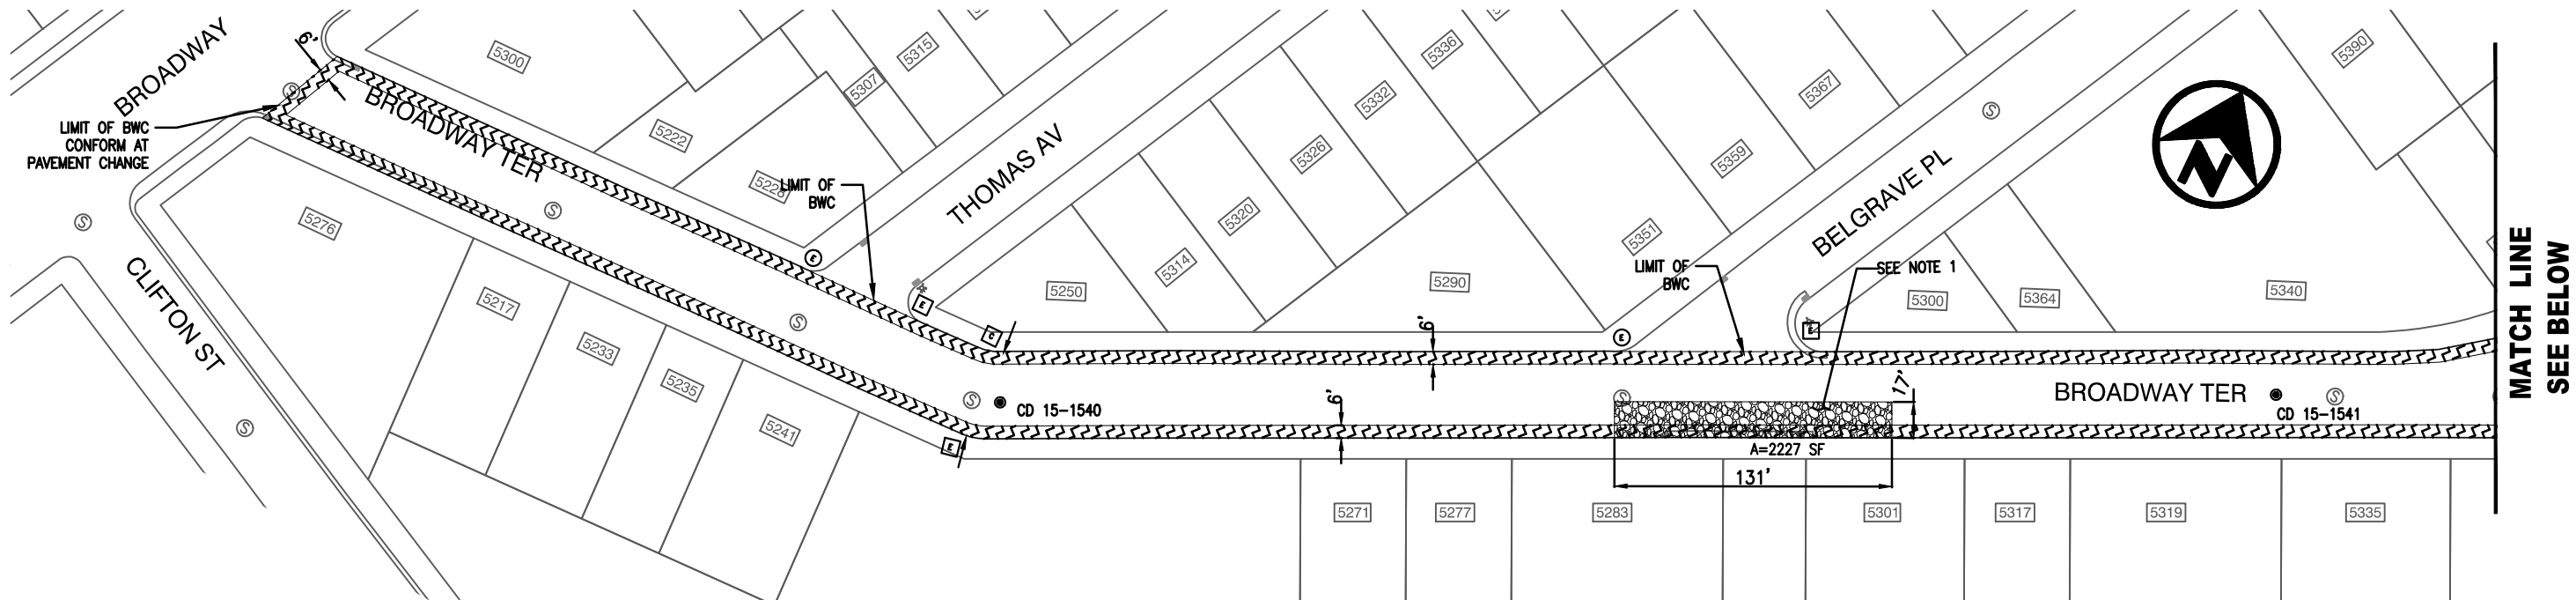 BROADWAY
6'
5300
5315
5307
5336
5332
5326
5320
5314
5367
5359
5351
5390
LIMIT OF BWC
CONFORM AT
PAVEMENT CHANGE
BROADWAY TER
5222
5228
LIMIT OF
BWC
THOMAS AV
BELGRAVE PL
N
5276
CLIFTON ST
5217
5233
5235
5241
5250
5290
LIMIT OF
BWC
SEE NOTE 1
5300
5364
5340
MATCH LINE
SEE BELOW
S
S
S
S
S
S
S
S
S
E
E
C
E
E
E
6'
6'
17'
CD 15-1540
BROADWAY TER
CD 15-1541
A=2227 SF
131'
5271
5277
5283
5301
5317
5319
5335